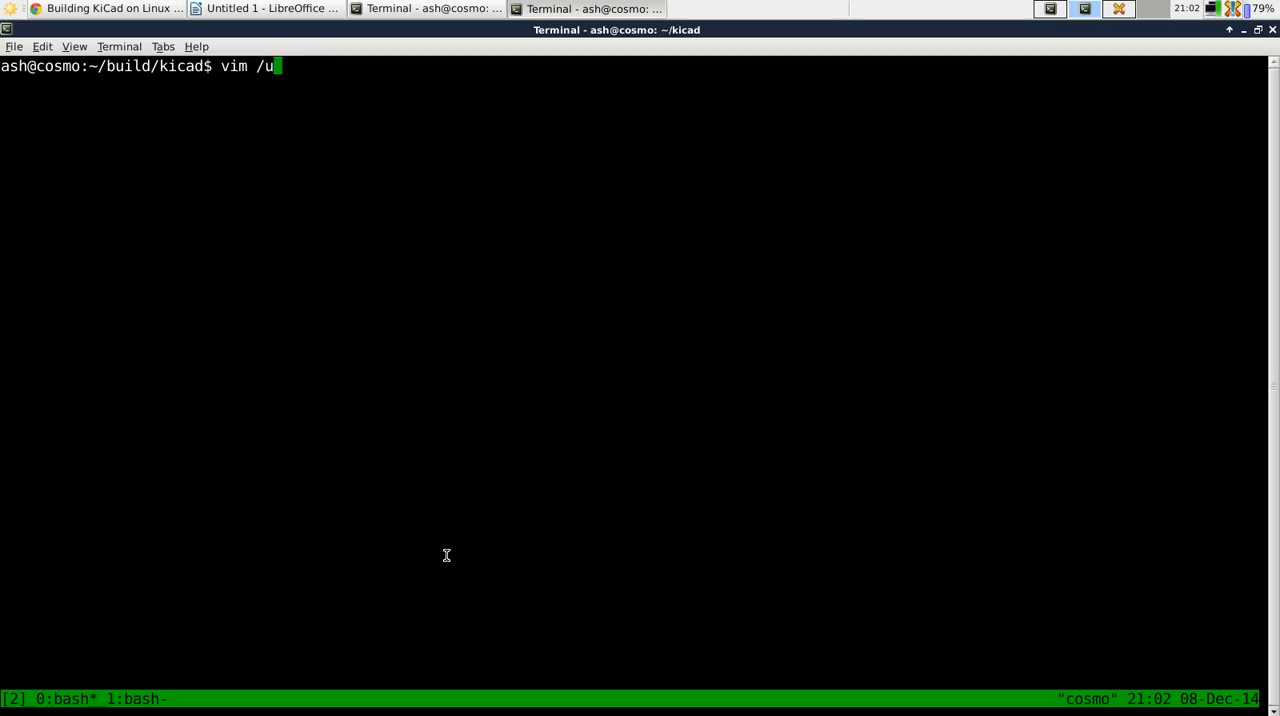 Building KiCad on Linux ... Untitled 1 - LibreOffice ... Terminal - ash@cosmo: ... Terminal - ash@cosmo: ... 21:02 79%
Terminal - ash@cosmo: ~/kicad
File Edit View Terminal Tabs Help
ash@cosmo:~/build/kicad$ vim /u
[2] 0:bash* 1:bash- "cosmo" 21:02 08-Dec-14